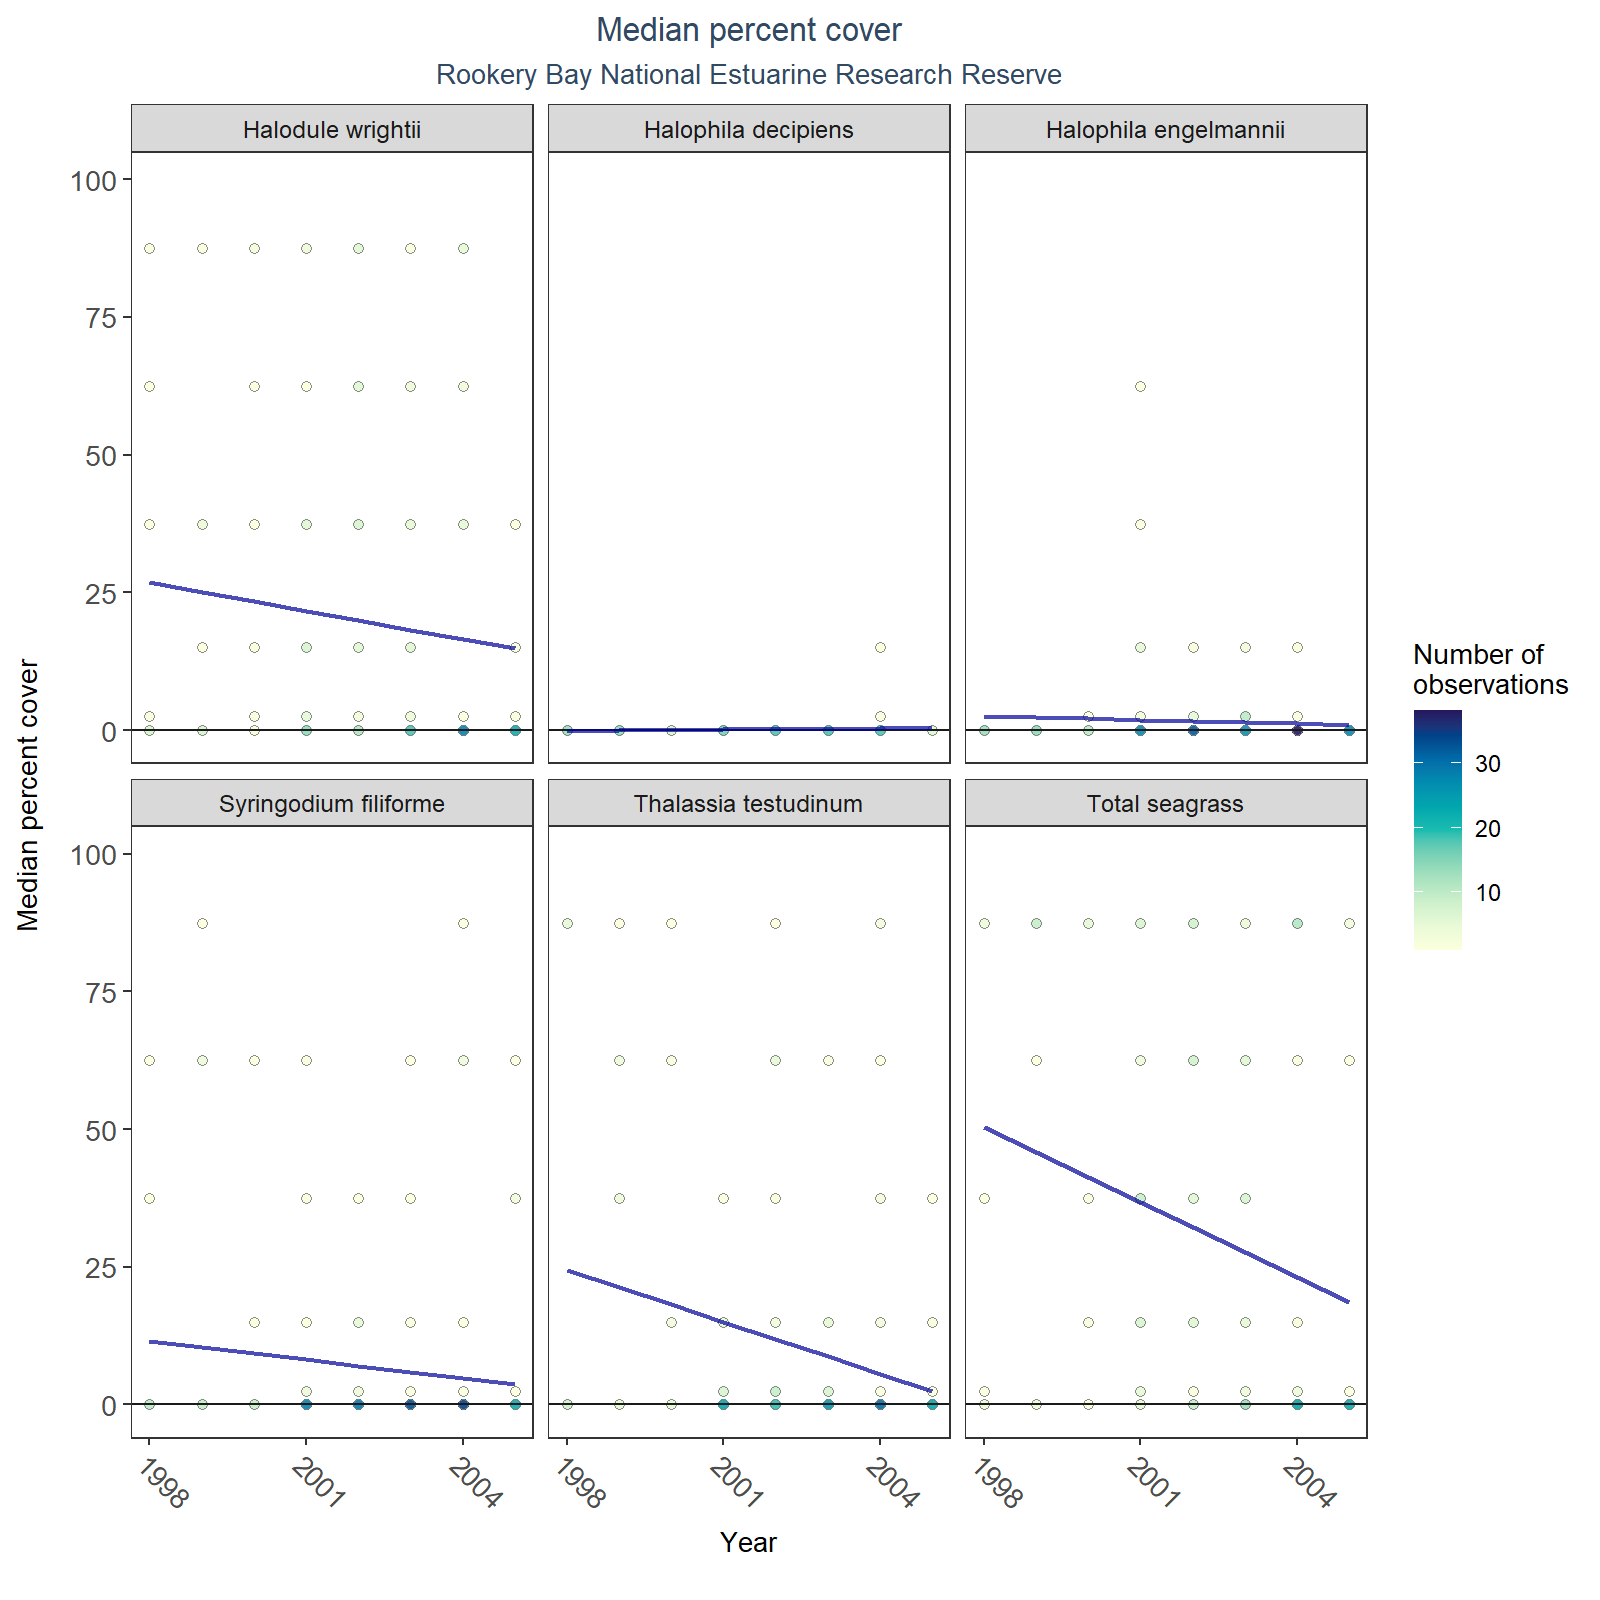 Median percent cover
Rookery Bay National Estuarine Research Reserve
Halodule wrightii
Halophila decipiens
Halophila engelmannii
100
75
50
25
0
Syringodium filiforme
Thalassia testudinum
Total seagrass
100
75
50
25
0
1998
2001
2004
1998
2001
2004
1998
2001
2004
Year
Median percent cover
Number of
observations
30
20
10